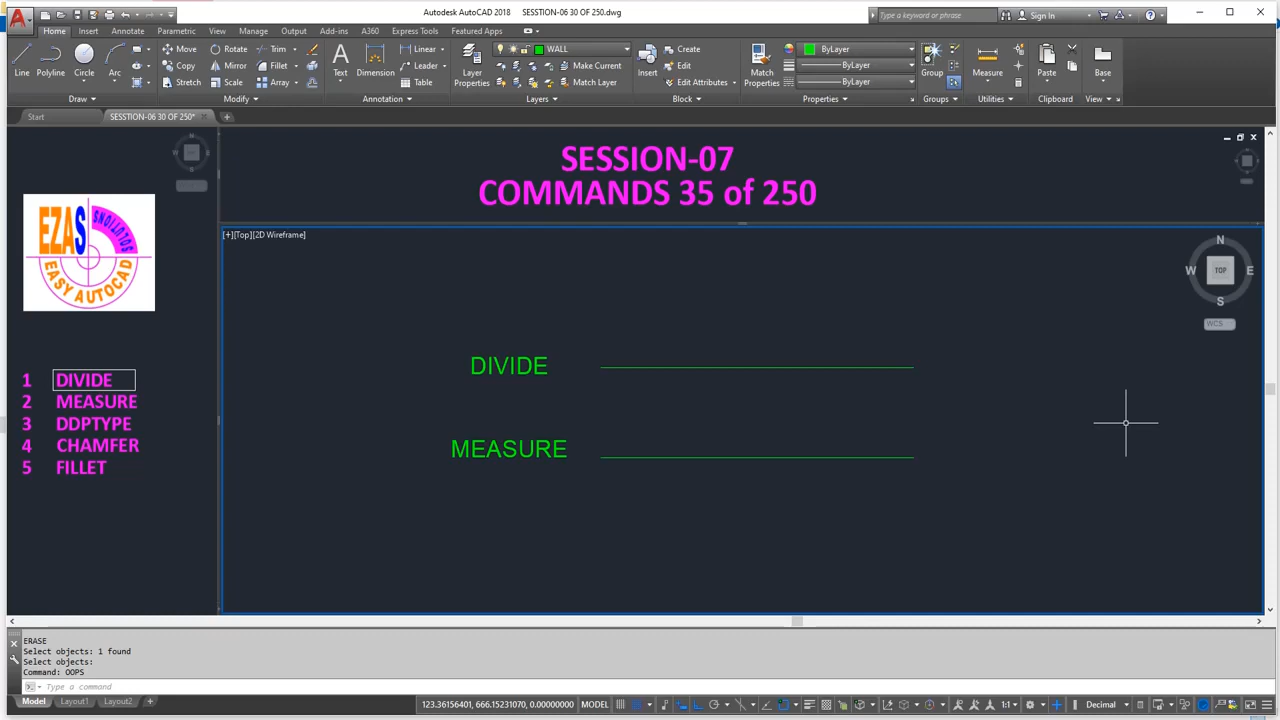 Autodesk AutoCAD 2018 SESSTION-06 30 OF 250.dwg
Type a keyword or phrase
Sign In
Home Insert Annotate Parametric View Manage Output Add-ins A360 Express Tools Featured Apps
Line Polyline Circle Arc
Move Rotate Trim
Copy Mirror Fillet
Stretch Scale Array
Text Dimension
Linear
Leader
Table
Layer Properties
WALL
Make Current
Match Layer
Insert
Create
Edit
Edit Attributes
Match Properties
ByLayer
ByLayer
ByLayer
Group
Measure
Paste
Base
Draw Modify Annotation Layers Block Properties Groups Utilities Clipboard View
Start SESSTION-06 30 OF 250*
SESSION-07
COMMANDS 35 of 250
[+][Top][2D Wireframe]
N
W TOP E
S
WCS
EZAS
SOLUTIONS
EASY AUTOCAD
1 DIVIDE
2 MEASURE
3 DDPTYPE
4 CHAMFER
5 FILLET
DIVIDE
MEASURE
ERASE
Select objects: 1 found
Select objects:
Command: OOPS
Type a command
Model Layout1 Layout2 +
123.36156401, 666.15231070, 0.00000000 MODEL 1:1 Decimal